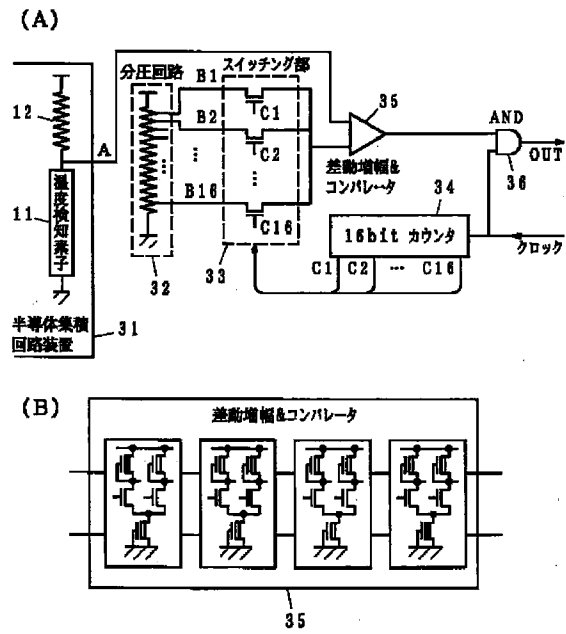 (A)
分圧回路
スイッチング部
12
A
B1
B2
B16
C1
C2
C16
35
AND
OUT
36
差動増幅&
コンパレータ
34
温度検知素子
11
16bit カウンタ
クロック
C1 C2 … C16
32
33
半導体集積
回路装置
31
(B)
差動増幅&コンパレータ
35